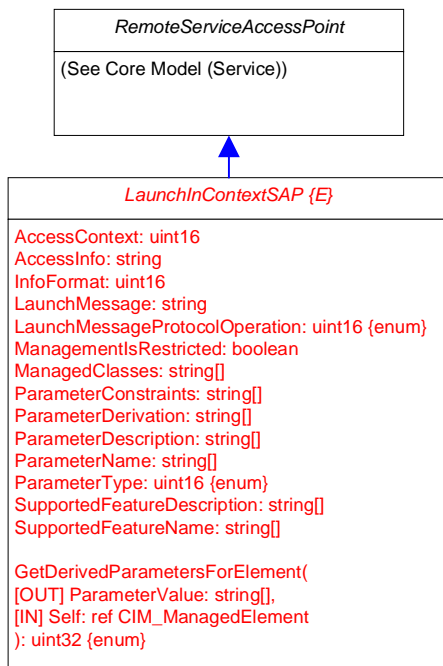 RemoteServiceAccessPoint
(See Core Model (Service))
LaunchInContextSAP {E}
AccessContext: uint16
AccessInfo: string
InfoFormat: uint16
LaunchMessage: string
LaunchMessageProtocolOperation: uint16 {enum}
ManagementIsRestricted: boolean
ManagedClasses: string[]
ParameterConstraints: string[]
ParameterDerivation: string[]
ParameterDescription: string[]
ParameterName: string[]
ParameterType: uint16 {enum}
SupportedFeatureDescription: string[]
SupportedFeatureName: string[]
GetDerivedParametersForElement(
[OUT] ParameterValue: string[],
[IN] Self: ref CIM_ManagedElement
): uint32 {enum}